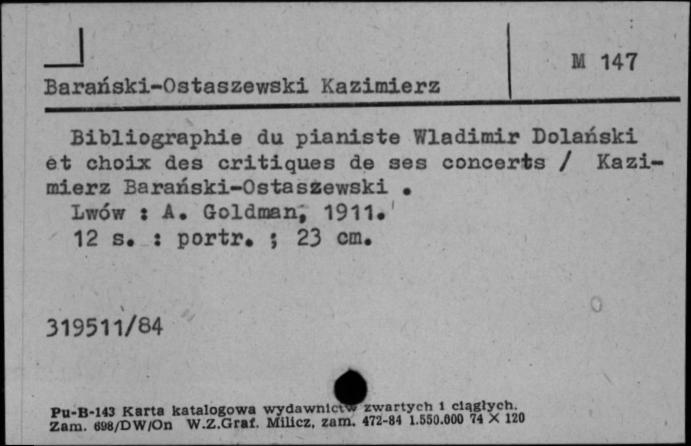 M 147
Barański-Ostaszewski Kazimierz
Bibliographie du pianiste Wladimir Dolański
et choix des critiques de ses concerts / Kazi-
mierz Barański-Ostaszewski .
Lwów : A. Goldman, 1911.
12 s. : portr. ; 23 cm.
319511/84
Pu-B-143 Karta katalogowa wydawnictw zwartych i ciągłych.
Zam. 698/DW/On W.Z.Graf. Milicz, zam. 472-84 1.550.000 74 X 120